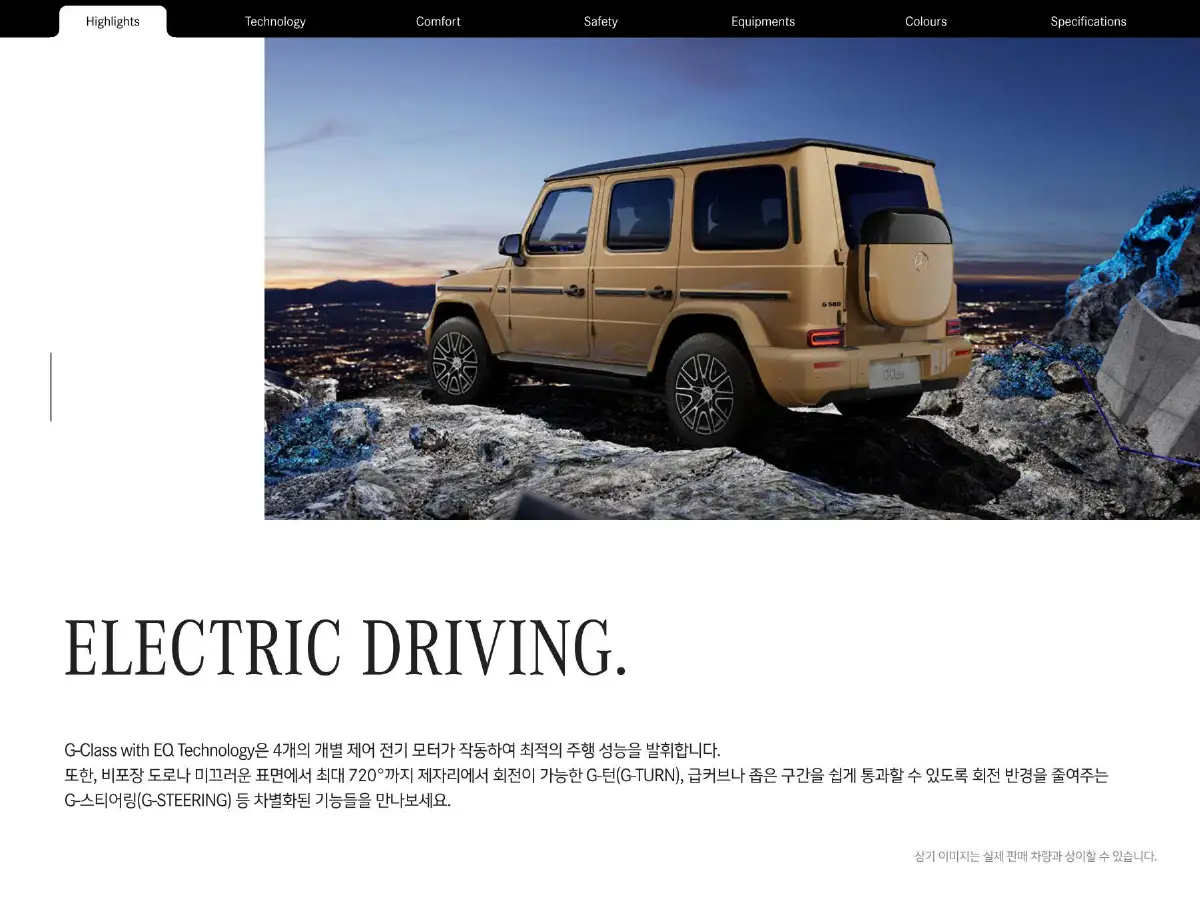 Highlights
Technology
Comfort
Safety
Equipments
Colours
Specifications
G 580
G-Class
ELECTRIC DRIVING.
G-Class with EQ Technology은 4개의 개별 제어 전기 모터가 작동하여 최적의 주행 성능을 발휘합니다.
또한, 비포장 도로나 미끄러운 표면에서 최대 720°까지 제자리에서 회전이 가능한 G-턴(G-TURN), 급커브나 좁은 구간을 쉽게 통과할 수 있도록 회전 반경을 줄여주는
G-스티어링(G-STEERING) 등 차별화된 기능들을 만나보세요.
상기 이미지는 실제 판매 차량과 상이할 수 있습니다.